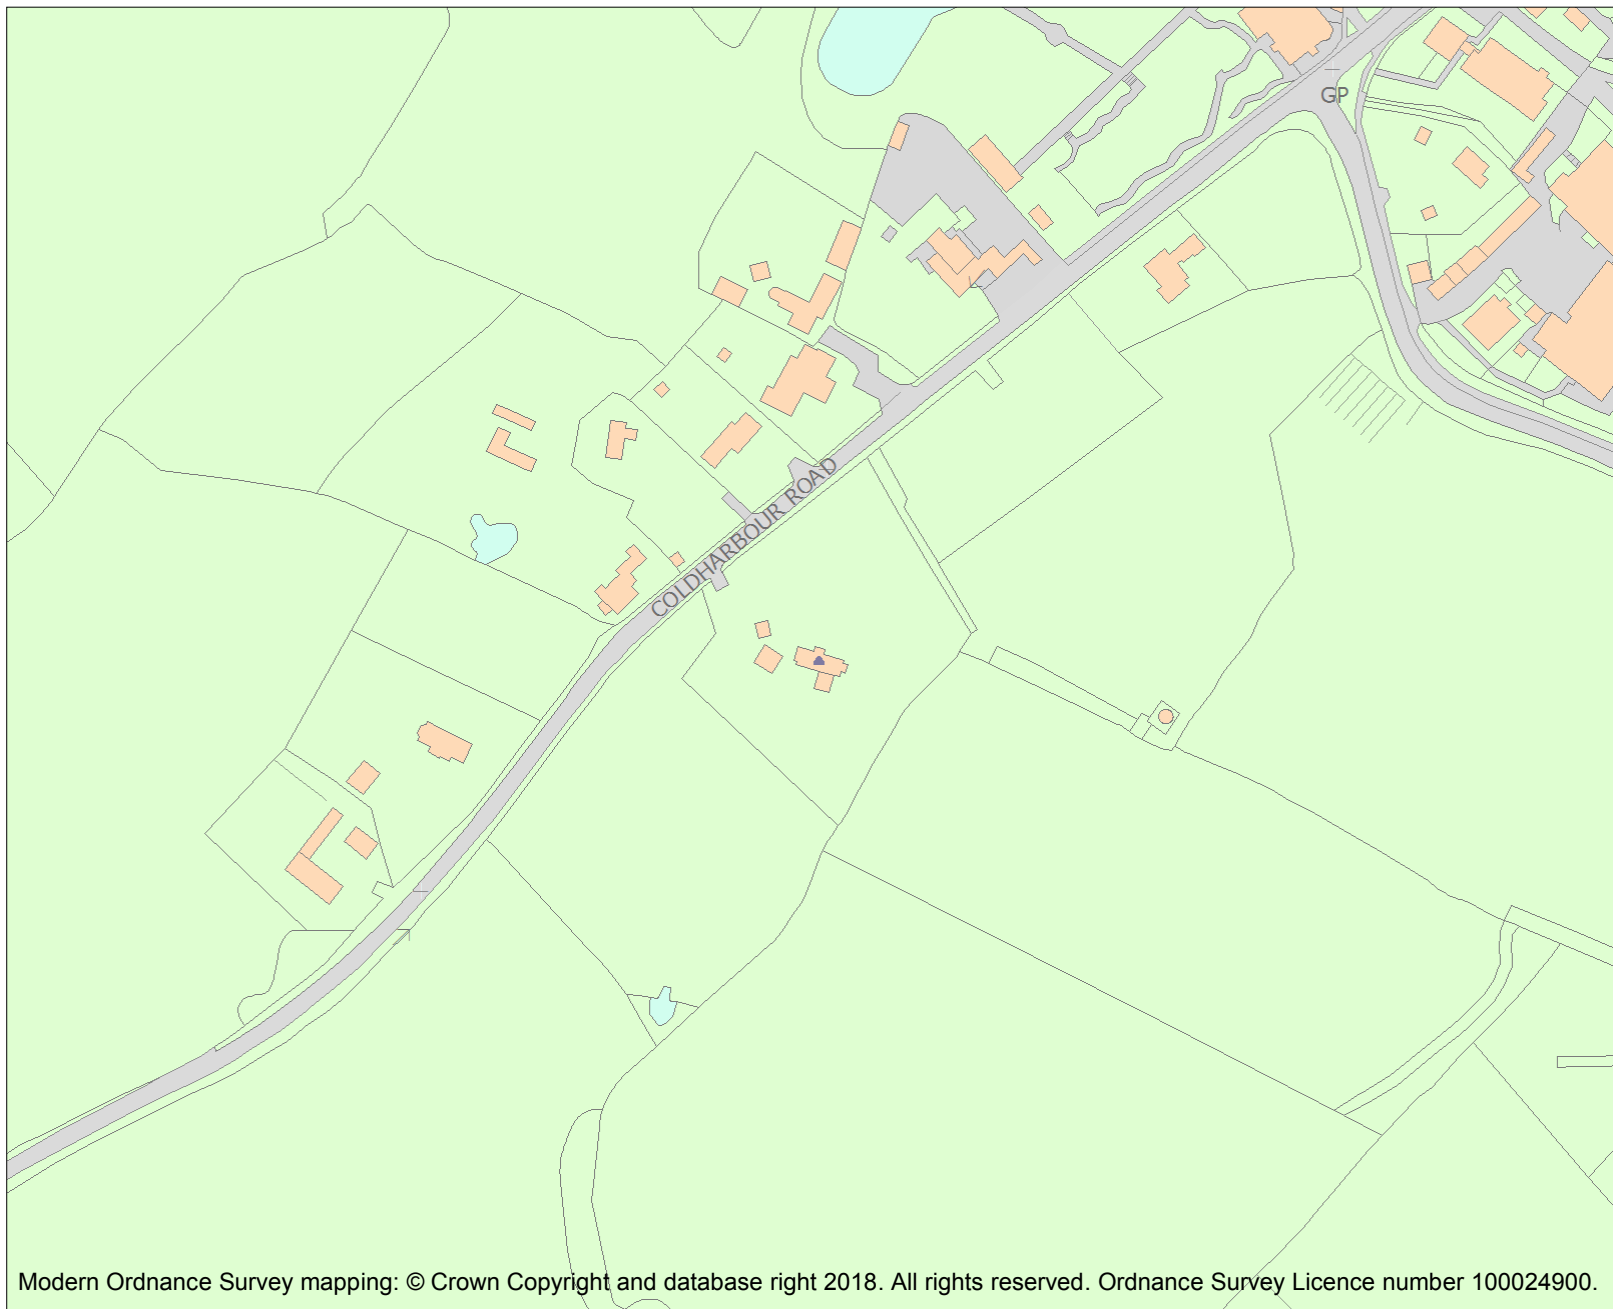 GP
COLDHARBOUR ROAD
Modern Ordnance Survey mapping: © Crown Copyright and database right 2018. All rights reserved. Ordnance Survey Licence number 100024900.